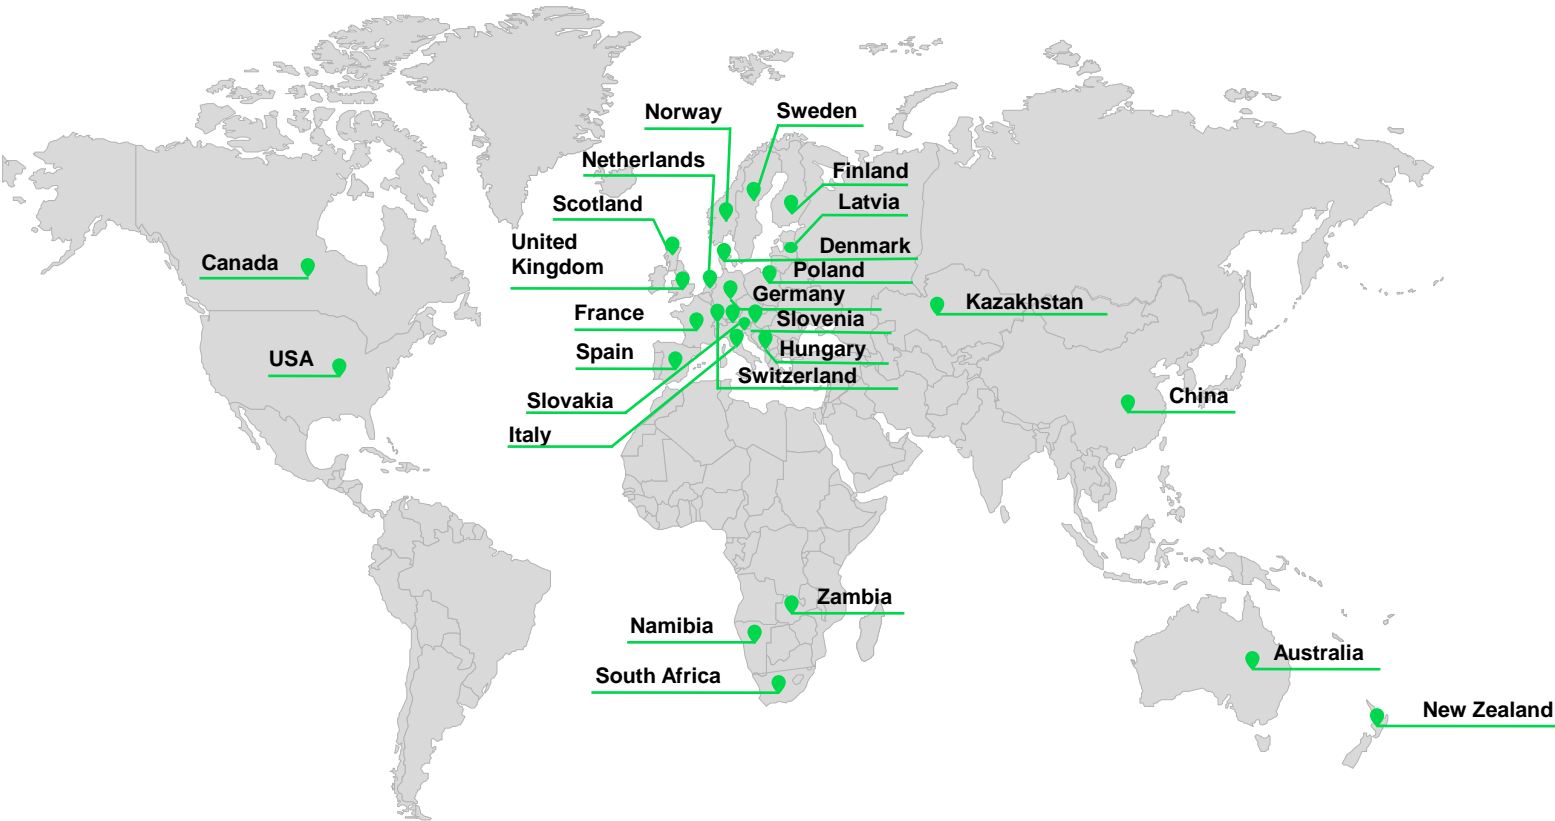 Norway
Sweden
Netherlands
Finland
Scotland
Latvia
United
Kingdom
Denmark
Canada
Poland
Germany
Kazakhstan
France
Slovenia
USA
Spain
Hungary
Switzerland
China
Slovakia
Italy
Zambia
Namibia
Australia
South Africa
New Zealand